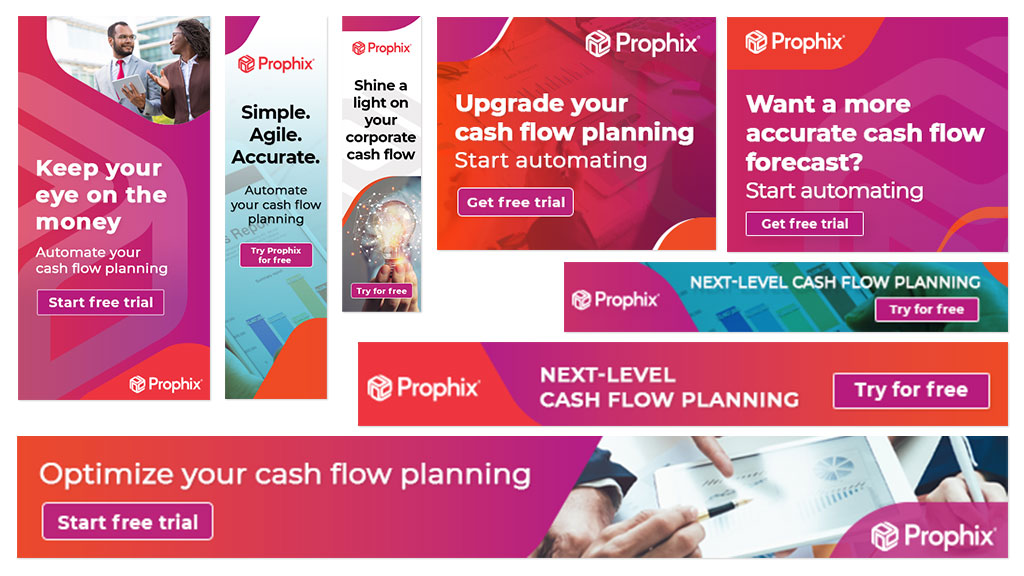 Keep your
eye on the
money
Automate your
cash flow planning
Start free trial
Prophix®
Prophix®
Simple.
Agile.
Accurate.
Automate
your cash flow
planning
Try Prophix
for free
Prophix®
Shine a
light on
your
corporate
cash flow
Try for free
Prophix®
Upgrade your
cash flow planning
Start automating
Get free trial
Prophix®
Want a more
accurate cash flow
forecast?
Start automating
Get free trial
Prophix®
NEXT-LEVEL CASH FLOW PLANNING
Try for free
Prophix®
NEXT-LEVEL
CASH FLOW PLANNING
Try for free
Optimize your cash flow planning
Start free trial
Prophix®